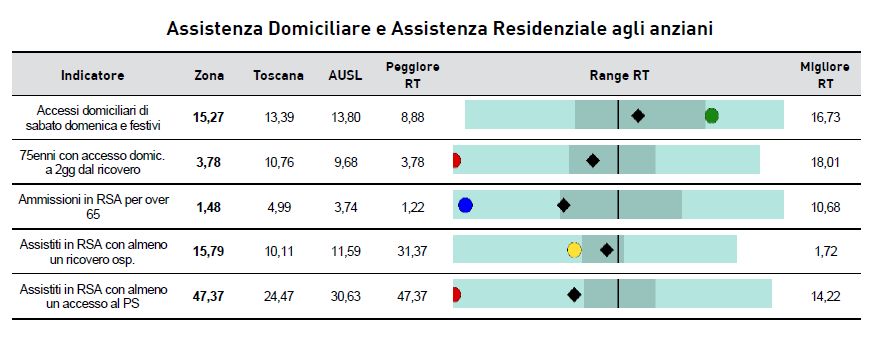 Assistenza Domiciliare e Assistenza Residenziale agli anziani
Indicatore Zona Toscana AUSL Peggiore RT Range RT Migliore RT
Accessi domiciliari di
sabato domenica e festivi 15,27 13,39 13,80 8,88 16,73
75enni con accesso domic.
a 2gg dal ricovero 3,78 10,76 9,68 3,78 18,01
Ammissioni in RSA per over
65 1,48 4,99 3,74 1,22 10,68
Assistiti in RSA con almeno
un ricovero osp. 15,79 10,11 11,59 31,37 1,72
Assistiti in RSA con almeno
un accesso al PS 47,37 24,47 30,63 47,37 14,22